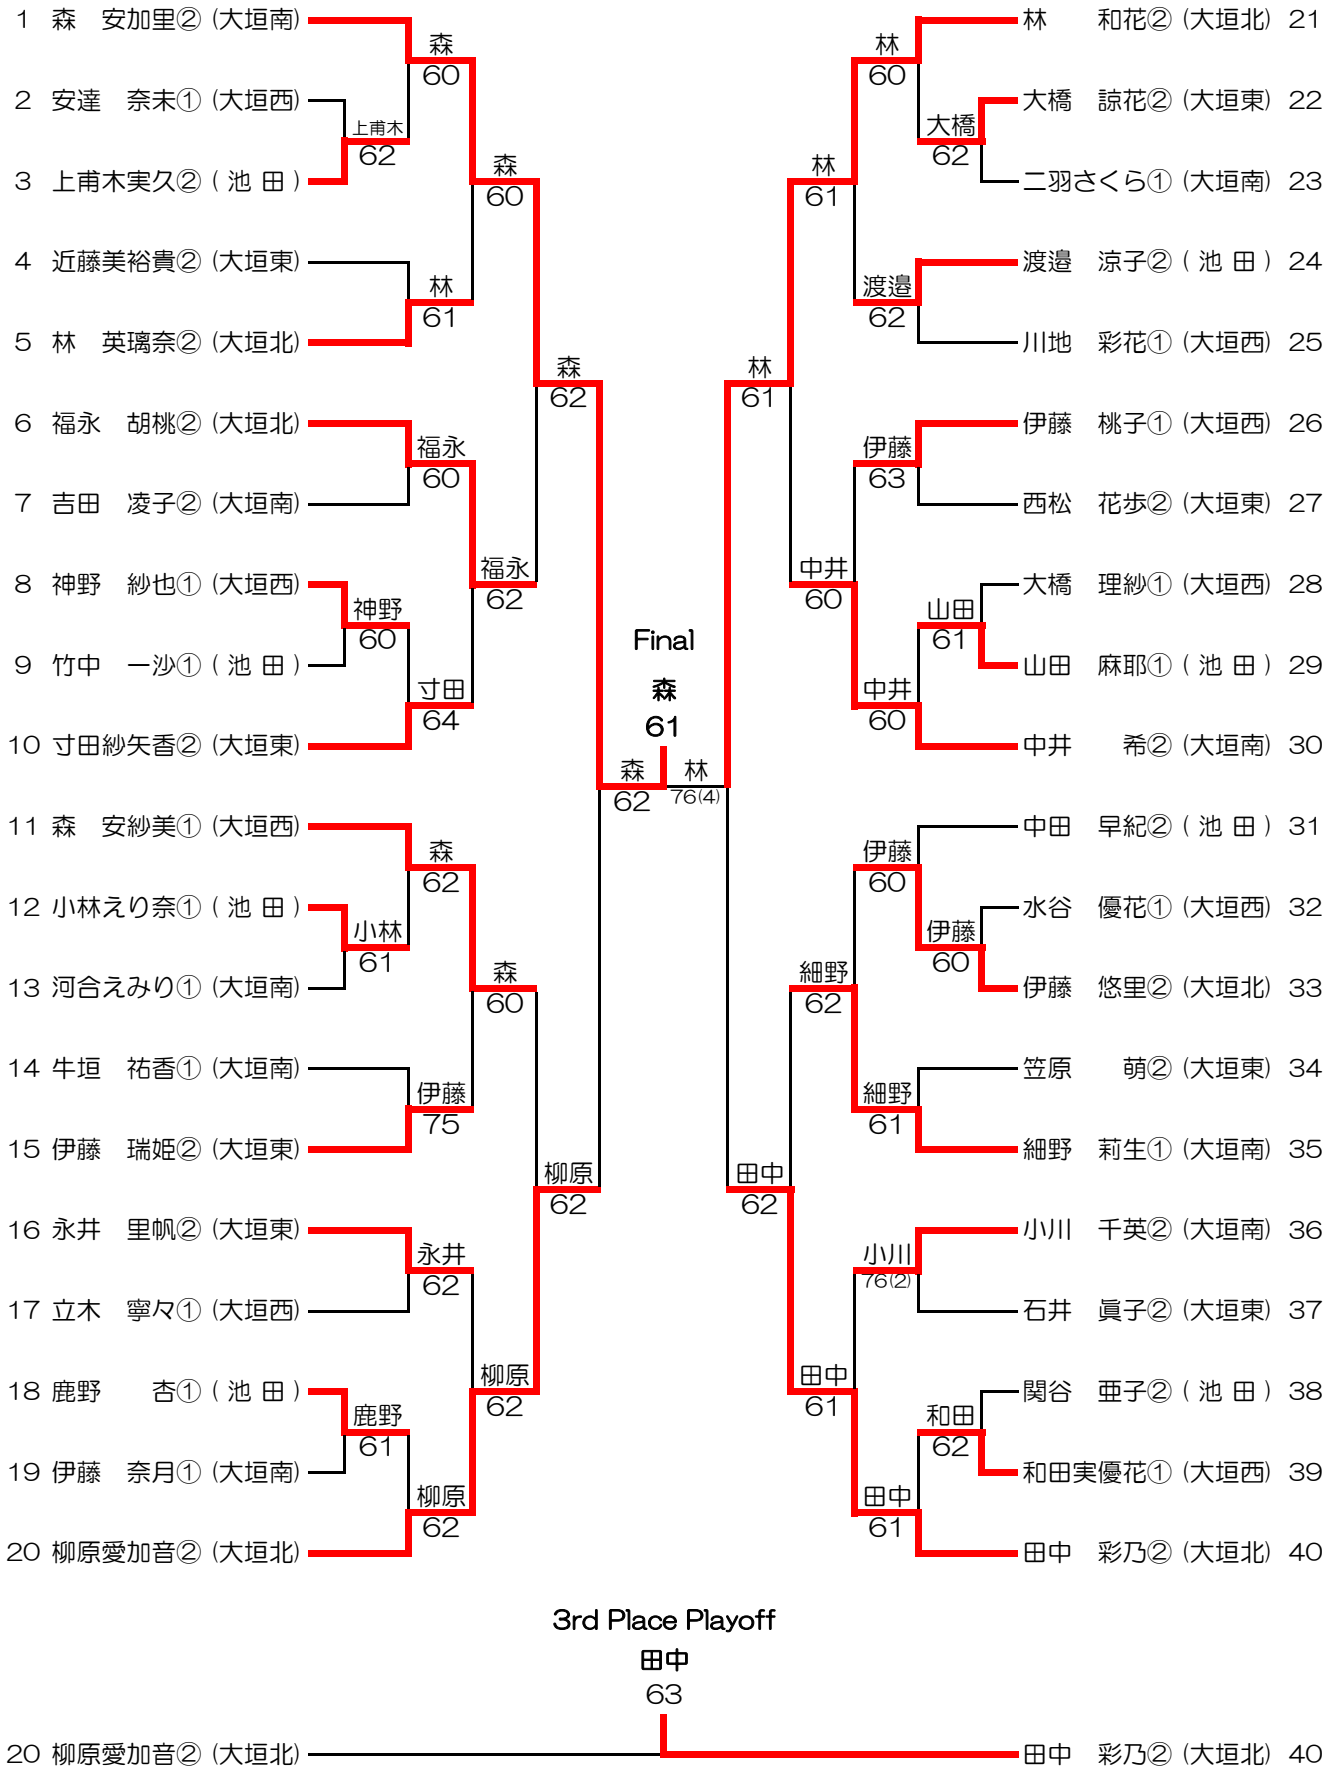 1 森 安加里② (大垣南)
2 安達 奈未① (大垣西)
3 上甫木実久② ( 池 田 )
4 近藤美裕貴② (大垣東)
5 林 英璃奈② (大垣北)
6 福永 胡桃② (大垣北)
7 吉田 凌子② (大垣南)
8 神野 紗也① (大垣西)
9 竹中 一沙① ( 池 田 )
10 寸田紗矢香② (大垣東)
11 森 安紗美① (大垣西)
12 小林えり奈① ( 池 田 )
13 河合えみり① (大垣南)
14 牛垣 祐香① (大垣南)
15 伊藤 瑞姫② (大垣東)
16 永井 里帆② (大垣東)
17 立木 寧々① (大垣西)
18 鹿野 杏① ( 池 田 )
19 伊藤 奈月① (大垣南)
20 柳原愛加音② (大垣北)
上甫木
62
神野
60
小林
61
鹿野
61
森
60
林
61
福永
60
寸田
64
森
62
伊藤
75
永井
62
柳原
62
森
60
福永
62
森
60
柳原
62
森
62
柳原
62
森
62
Final
森
61
林
76(4)
林
61
田中
62
林
61
中井
60
細野
62
田中
61
林
60
渡邉
62
伊藤
63
中井
60
伊藤
60
細野
61
小川
76(2)
田中
61
大橋
62
山田
61
伊藤
60
和田
62
林 和花② (大垣北) 21
大橋 諒花② (大垣東) 22
二羽さくら① (大垣南) 23
渡邉 涼子② ( 池 田 ) 24
川地 彩花① (大垣西) 25
伊藤 桃子① (大垣西) 26
西松 花歩② (大垣東) 27
大橋 理紗① (大垣西) 28
山田 麻耶① ( 池 田 ) 29
中井 希② (大垣南) 30
中田 早紀② ( 池 田 ) 31
水谷 優花① (大垣西) 32
伊藤 悠里② (大垣北) 33
笠原 萌② (大垣東) 34
細野 莉生① (大垣南) 35
小川 千英② (大垣南) 36
石井 眞子② (大垣東) 37
関谷 亜子② ( 池 田 ) 38
和田実優花① (大垣西) 39
田中 彩乃② (大垣北) 40
3rd Place Playoff
田中
63
20 柳原愛加音② (大垣北)
田中 彩乃② (大垣北) 40